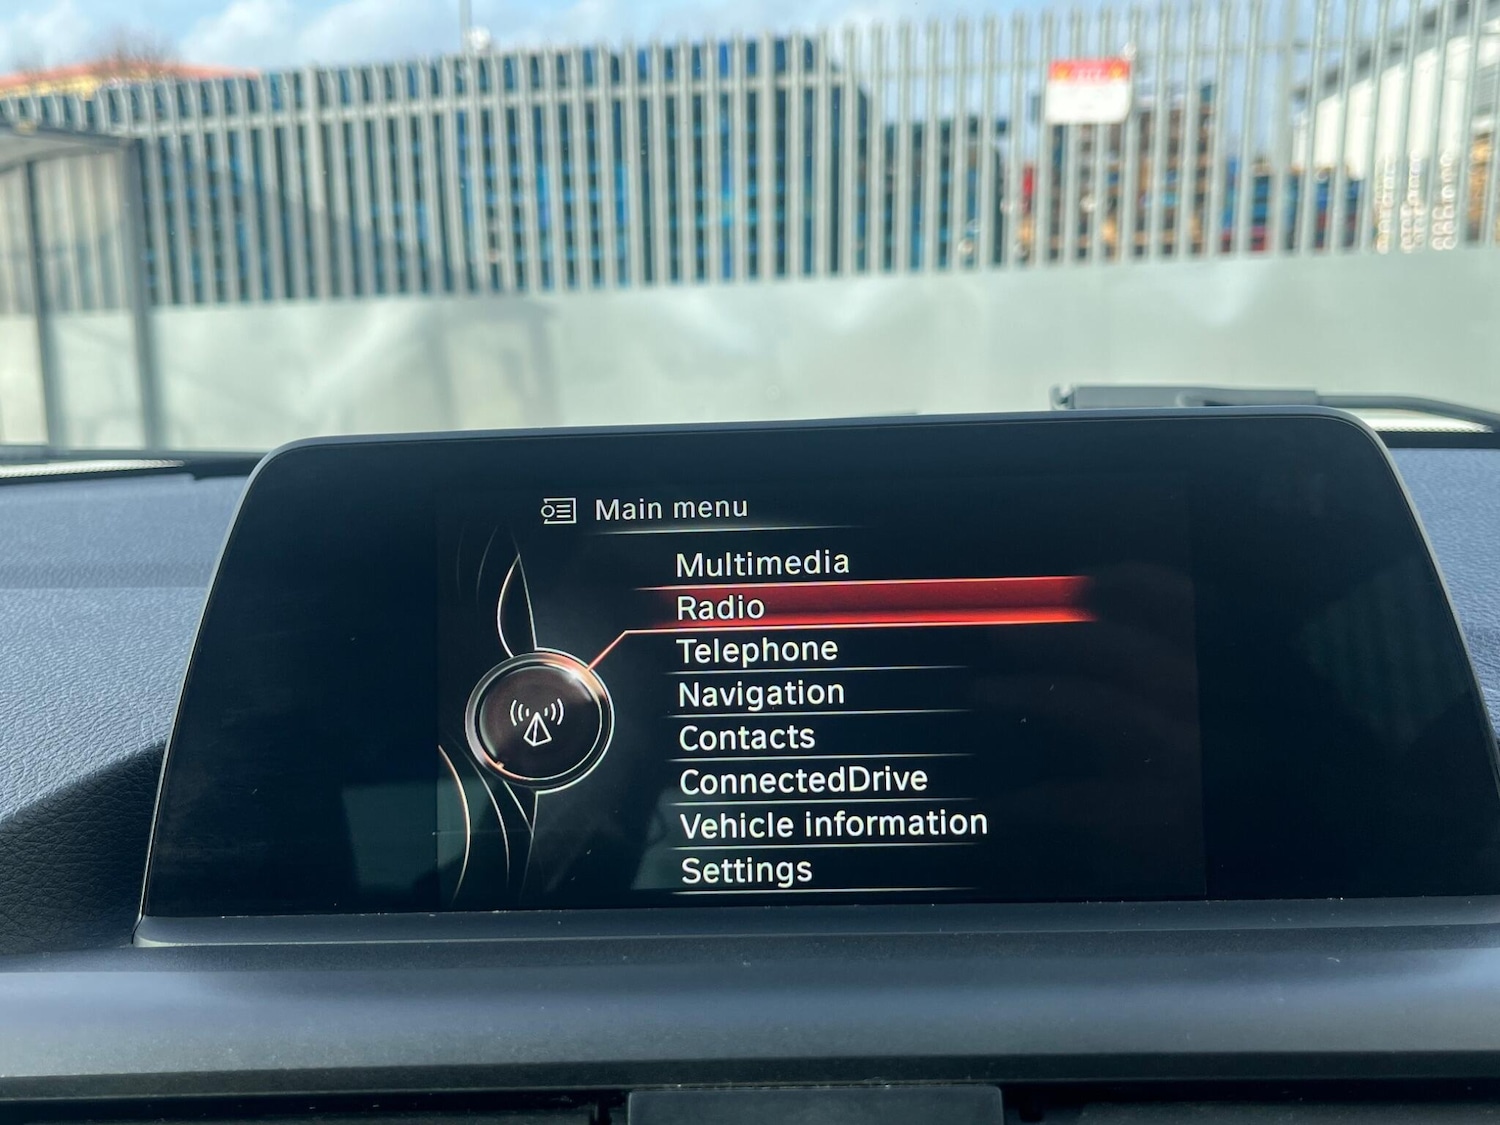 Main menu
Multimedia
Radio
Telephone
Navigation
Contacts
ConnectedDrive
Vehicle information
Settings